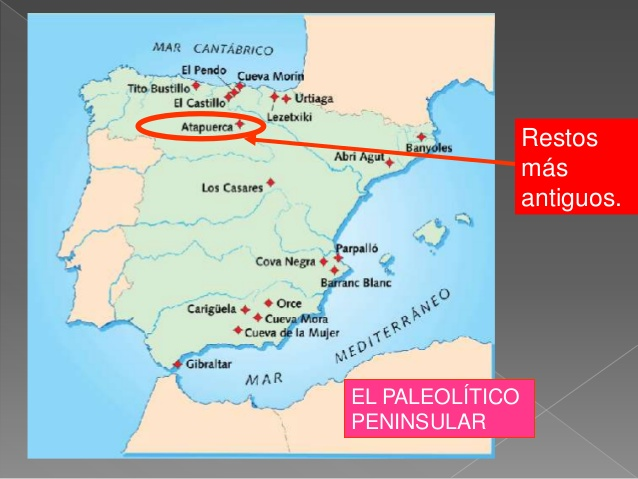 MAR CANTÁBRICO
El Pendo
Cueva Morín
Tito Bustillo
El Castillo
Urtiaga
Lezetxiki
Atapuerca
Banyoles
Abri Agut
Los Casares
Parpalló
Cova Negra
Barranc Blanc
Orce
Carigüela
Cueva Mora
Cueva de la Mujer
Gibraltar
MAR MEDITERRÁNEO
Restos
más
antiguos.
EL PALEOLÍTICO
PENINSULAR